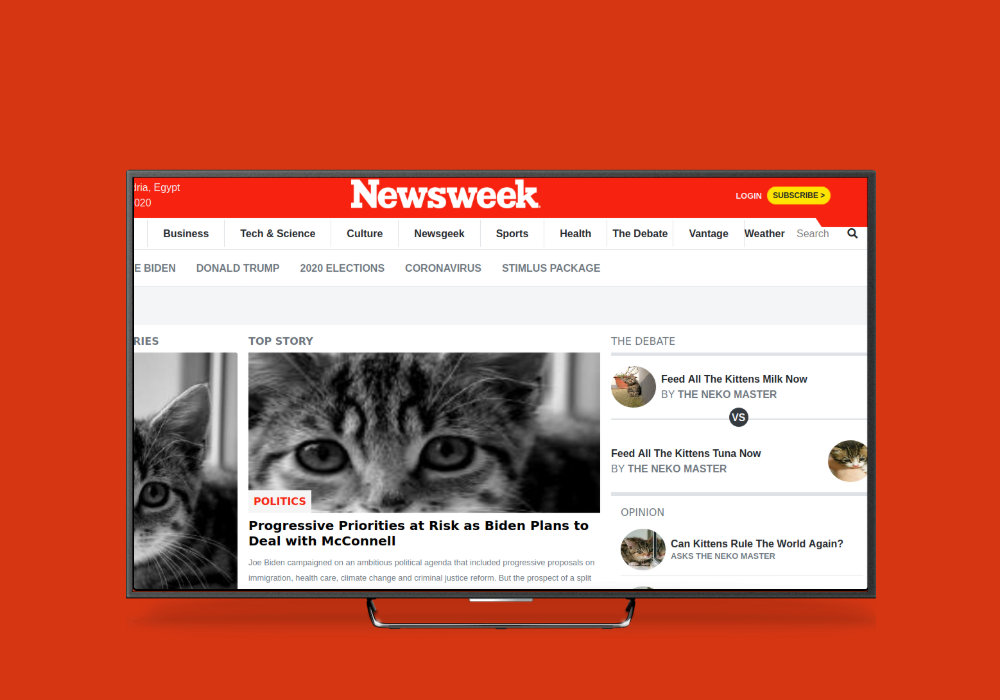 dria, Egypt
020
Newsweek
LOGIN SUBSCRIBE >
Business Tech & Science Culture Newsgeek Sports Health The Debate Vantage Weather Search
E BIDEN DONALD TRUMP 2020 ELECTIONS CORONAVIRUS STIMLUS PACKAGE
RIES
TOP STORY
POLITICS
Progressive Priorities at Risk as Biden Plans to
Deal with McConnell
Joe Biden campaigned on an ambitious political agenda that included progressive proposals on
immigration, health care, climate change and criminal justice reform. But the prospect of a split
THE DEBATE
Feed All The Kittens Milk Now
BY THE NEKO MASTER
VS
Feed All The Kittens Tuna Now
BY THE NEKO MASTER
OPINION
Can Kittens Rule The World Again?
ASKS THE NEKO MASTER